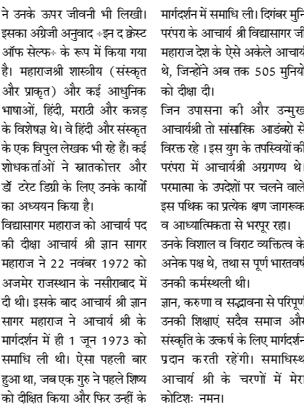 ने उनके ऊपर जीवनी भी लिखी।
इसका अंग्रेजी अनुवाद ÷इन द क्वेस्ट
ऑफ सेल्फ÷ के रूप में किया गया
है। महाराजश्री शास्त्रीय (संस्कृत
और प्राकृत) और कई आधुनिक
भाषाओं, हिंदी, मराठी और कन्नड़
के विशेषज्ञ थे। वे हिंदी और संस्कृत
के एक विपुल लेखक भी रहे हैं। कई
शोधकर्ताओं ने स्नातकोत्तर और
डॉ टरेट डिग्री के लिए उनके कार्यो
का अध्ययन किया है।
विद्यासागर महाराज को आचार्य पद
की दीक्षा आचार्य श्री ज्ञान सागर
महाराज ने 22 नवंबर 1972 को
अजमेर राजस्थान के नसीराबाद में
दी थी। इसके बाद आचार्य श्री ज्ञान
सागर महाराज ने आचार्य श्री के
मार्गदर्शन में ही 1 जून 1973 को
समाधि ली थी। ऐसा पहली बार
हुआ था, जब एक गुरु ने पहले शिष्य
को दीक्षित किया और फिर उन्हीं के
मार्गदर्शन में समाधि ली। दिगंबर मुनि
परंपरा के आचार्य श्री विद्यासागर जी
महाराज देश के ऐसे अकेले आचार्य
थे, जिन्होंने अब तक 505 मुनियों
को दीक्षा दी।
जिन उपासना की और उन्मुख
आचार्यश्री तो सांसारिक आडंबरो से
विरक्त रहे । इस युग के तपस्वियों की
परंपरा में आचार्यश्री अग्रगण्य थे।
परमात्मा के उपदेशों पर चलने वाले
इस पथिक का प्रत्येक क्षण जागरूक
व आध्यात्मिकता से भरपूर रहा।
उनके विशाल व विराट व्यक्तित्व के
अनेक पक्ष थे, तथा स पूर्ण भारतवर्ष
उनकी कर्मस्थली थी।
ज्ञान, करुणा व सद्भावना से परिपूर्ण
उनकी शिक्षाएं सदैव समाज और
संस्कृति के उत्कर्ष के लिए मार्गदर्शन
प्रदान करती रहेंगी। समाधिस्थ
आचार्य श्री के चरणों में मेरा
कोटिशः नमन।